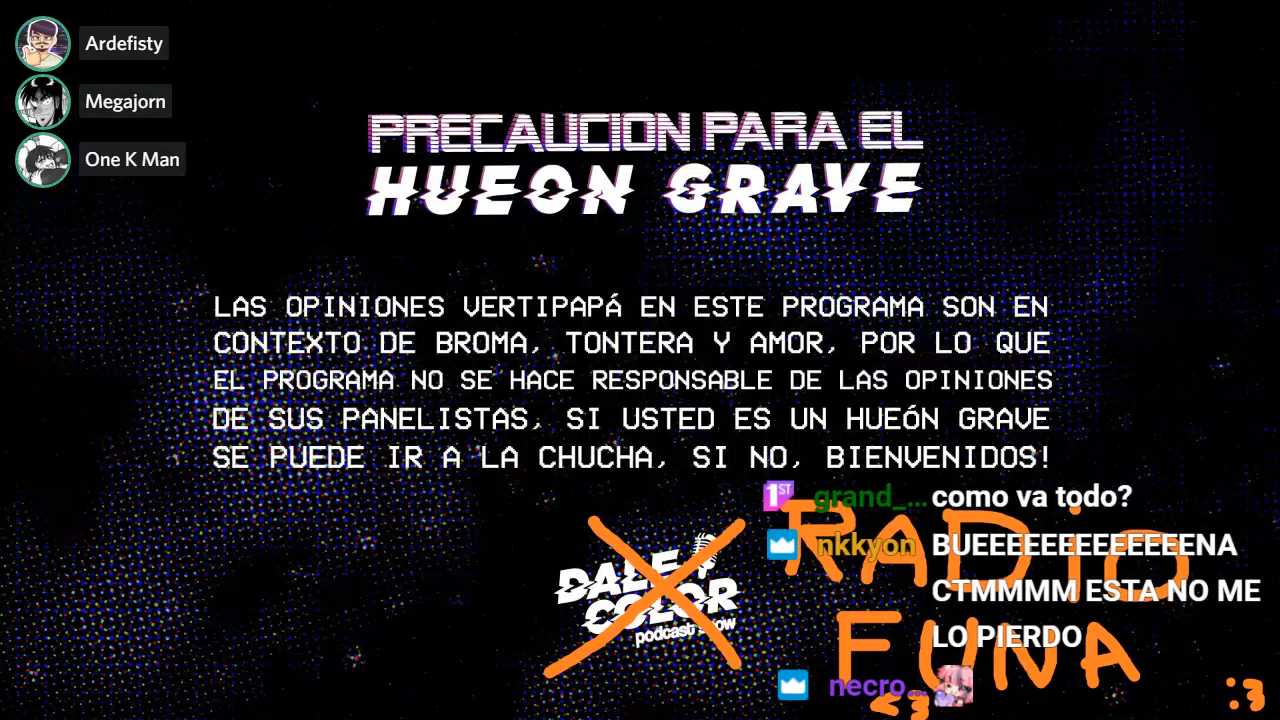 Ardefisty
Megajorn
One K Man
PRECAUCION PARA EL
HUEON GRAVE
LAS OPINIONES VERTIPAPÁ EN ESTE PROGRAMA SON EN
CONTEXTO DE BROMA, TONTERA Y AMOR, POR LO QUE
EL PROGRAMA NO SE HACE RESPONSABLE DE LAS OPINIONES
DE SUS PANELISTAS, SI USTED ES UN HUEÓN GRAVE
SE PUEDE IR A LA CHUCHA, SI NO, BIENVENIDOS!
1ST grand_... como va todo?
nkkyon BUEEEEEEEEEEEEENA
CTMMMM ESTA NO ME
LO PIERDO
necro...
DALE
COLOR
podcast show
RADiO
FUNA
<3
:3